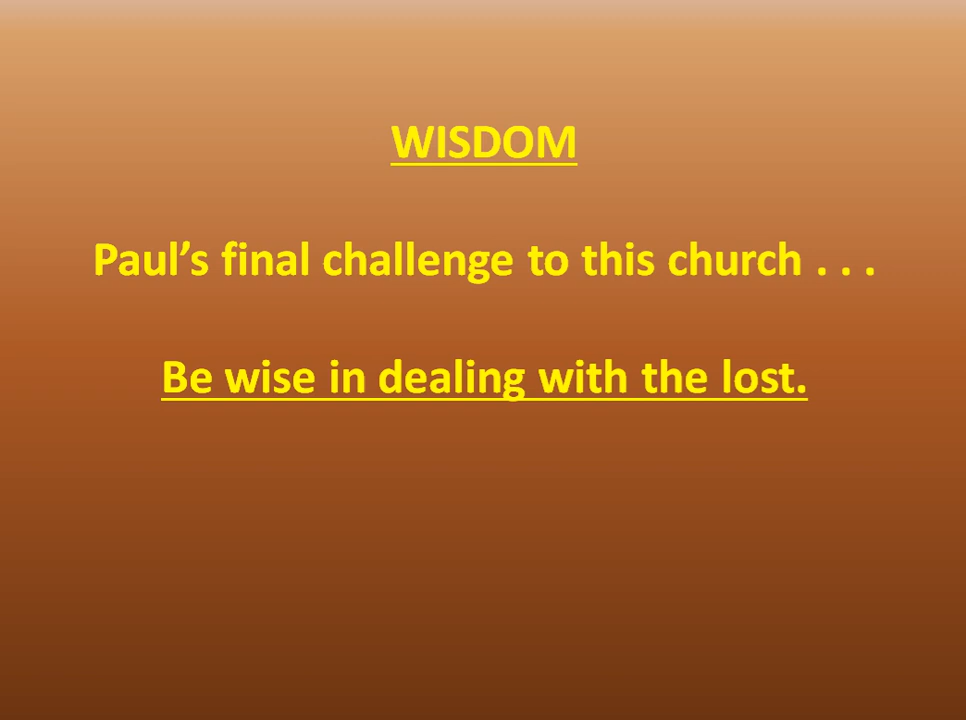 WISDOM
Paul’s final challenge to this church . . .
Be wise in dealing with the lost.